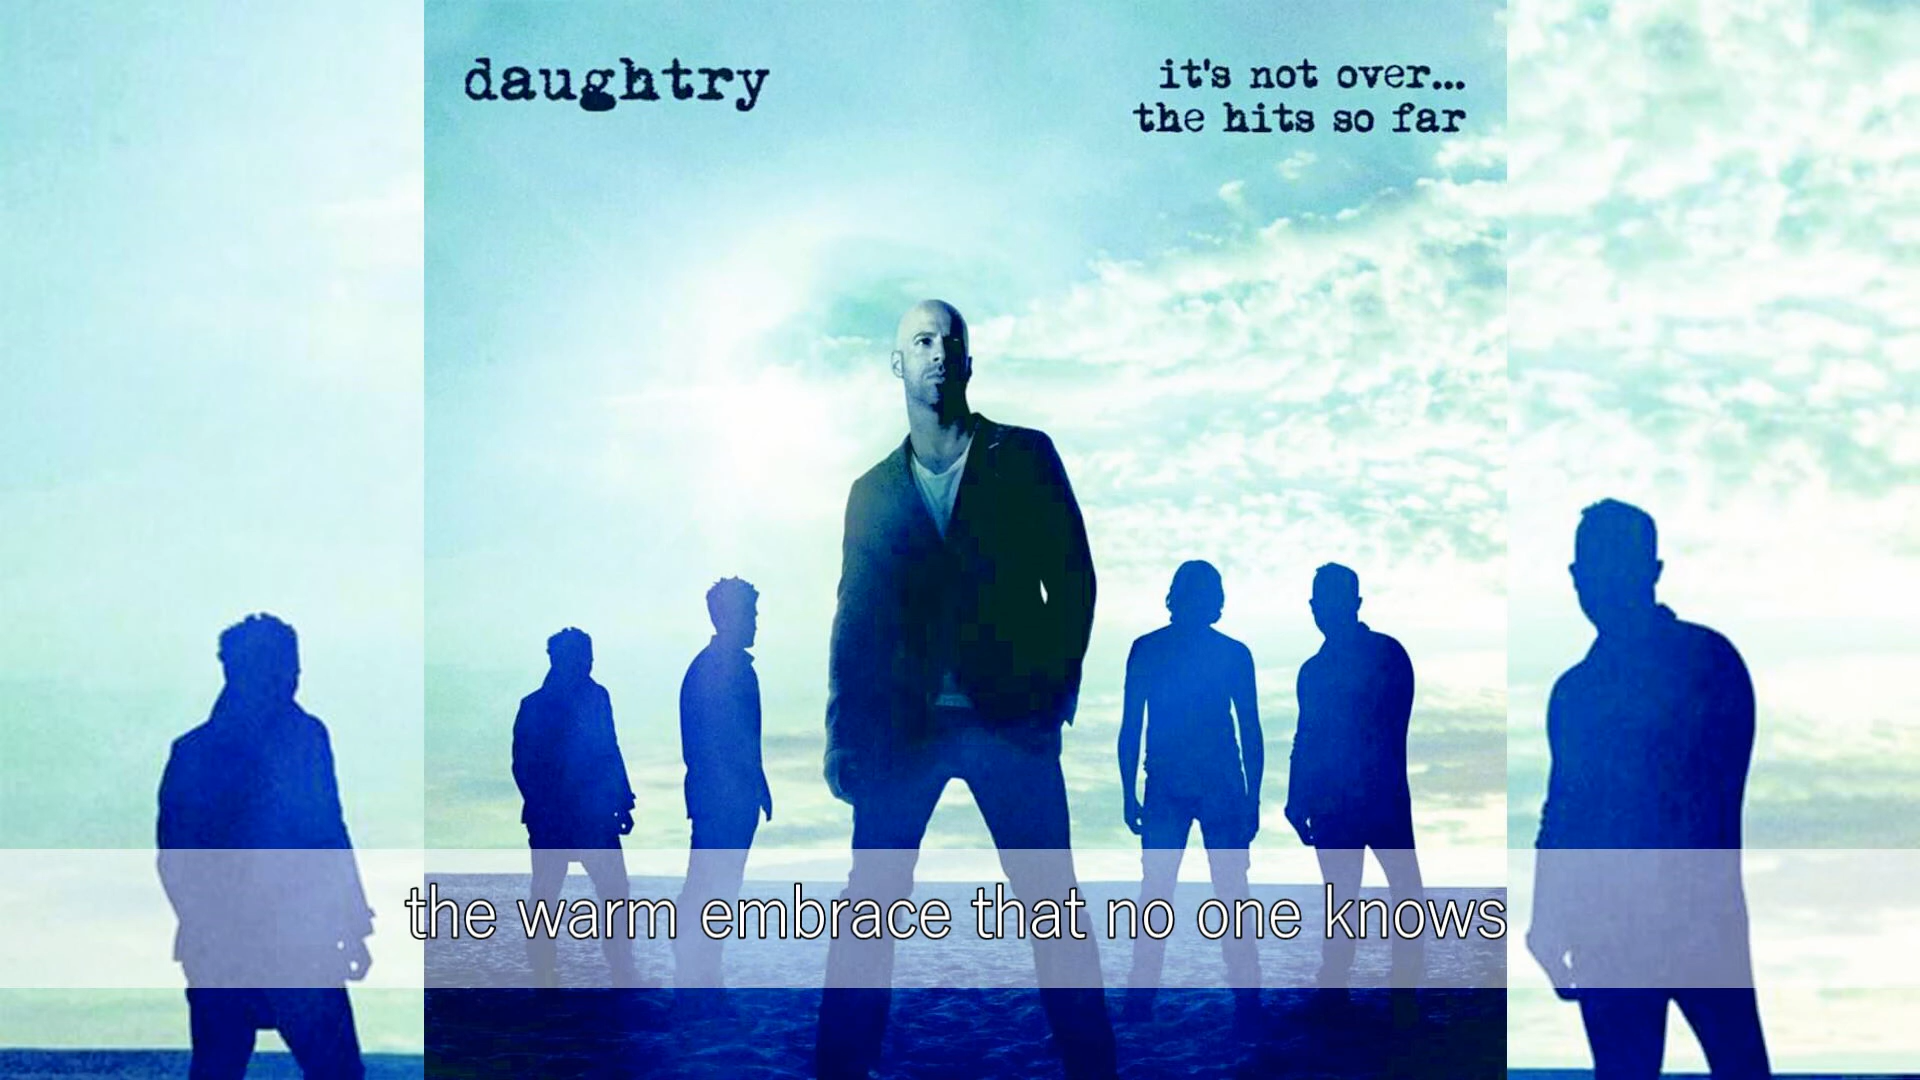 daughtry
it's not over...
the hits so far
the warm embrace that no one knows